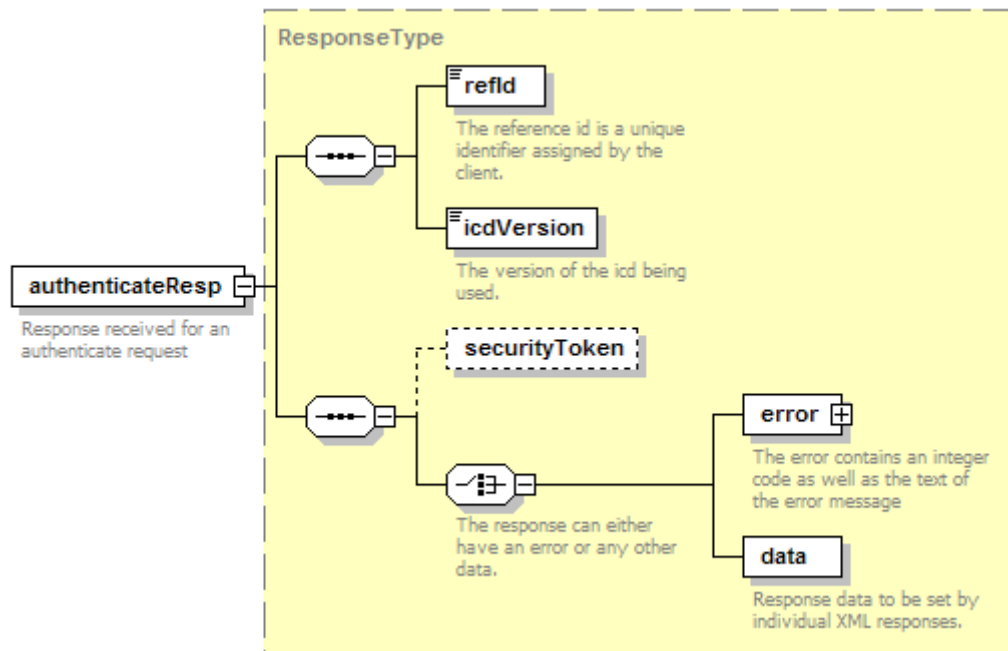 ResponseType
refId
The reference id is a unique
identifier assigned by the
client.
icdVersion
The version of the icd being
used.
authenticateResp
Response received for an
authenticate request
securityToken
error
The error contains an integer
code as well as the text of
the error message
The response can either
have an error or any other
data.
data
Response data to be set by
individual XML responses.